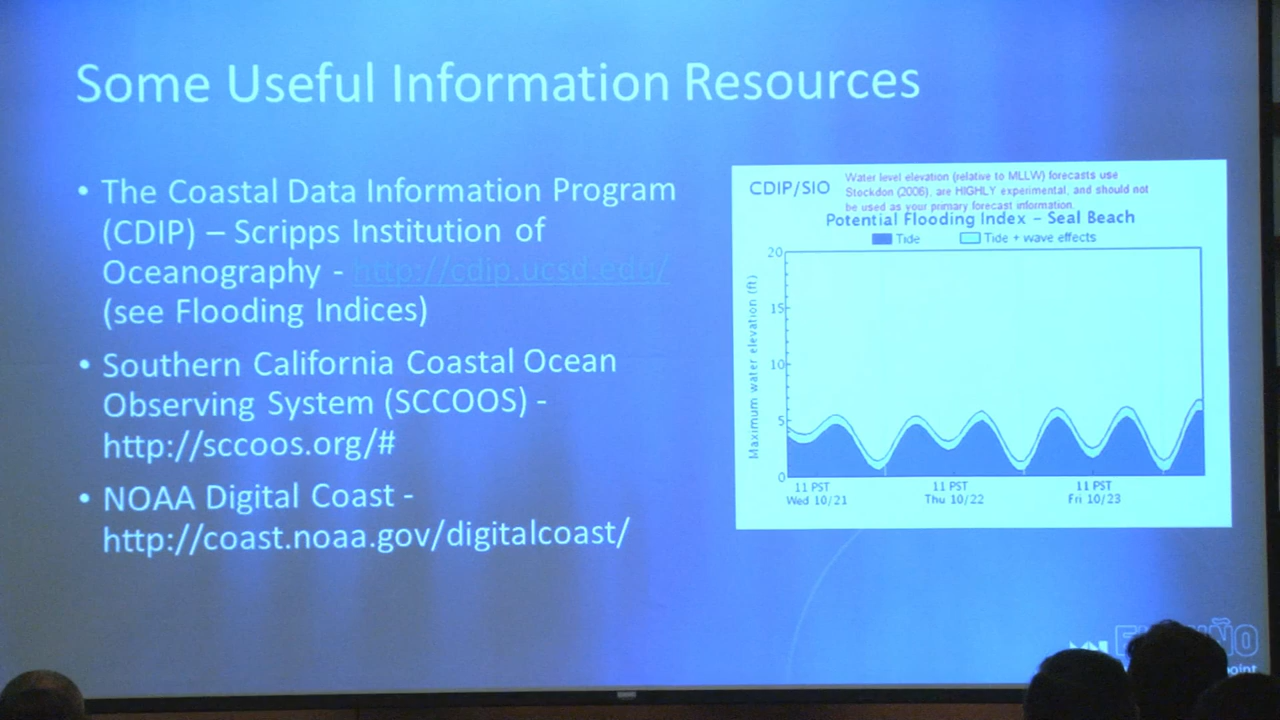 Some Useful Information Resources
• The Coastal Data Information Program
(CDIP) – Scripps Institution of
Oceanography - http://cdip.ucsd.edu/
(see Flooding Indices)
• Southern California Coastal Ocean
Observing System (SCCOOS) -
http://sccoos.org/#
• NOAA Digital Coast -
http://coast.noaa.gov/digitalcoast/
CDIP/SIO
Water level elevation (relative to MLLW) forecasts use
Stockdon (2006), are HIGHLY experimental, and should not
be used as your primary forecast information.
Potential Flooding Index – Seal Beach
Tide Tide + wave effects
Maximum water elevation (ft)
20
15
10
5
0
11 PST 11 PST 11 PST
Wed 10/21 Thu 10/22 Fri 10/23